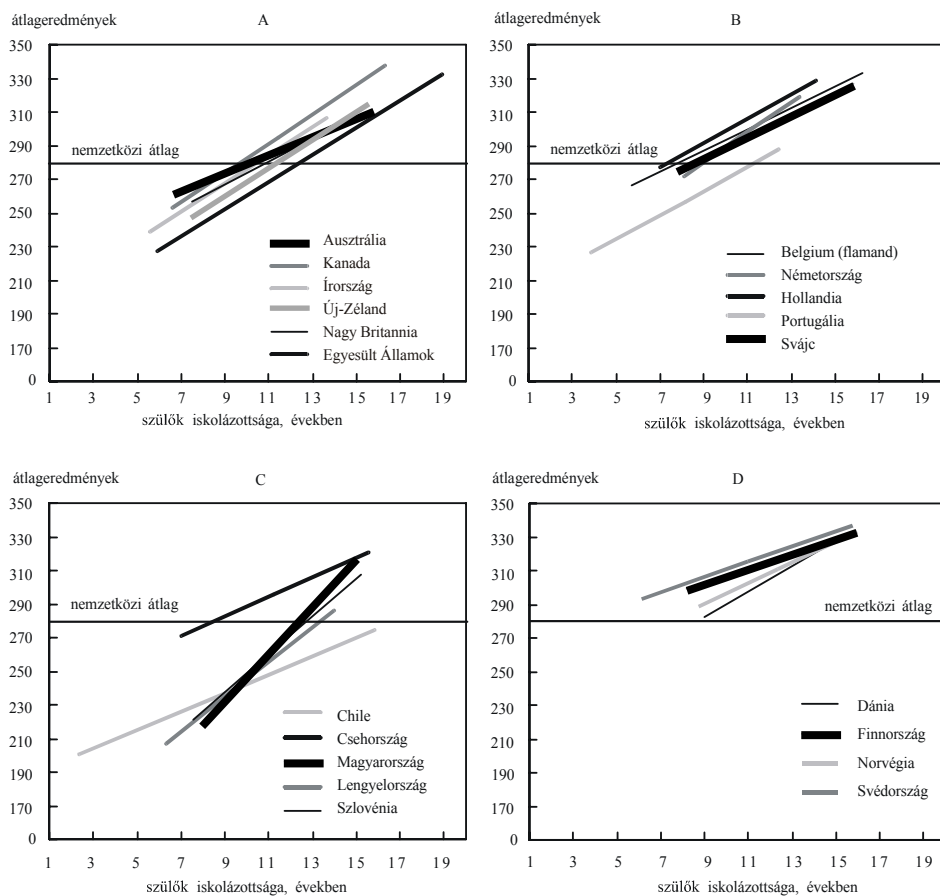 átlageredmények
A
350
330
310
290
nemzetközi átlag
270
250
230
210
190
170
0
Ausztrália
Kanada
Írország
Új-Zéland
Nagy Britannia
Egyesült Államok
1 3 5 7 9 11 13 15 17 19
szülők iskolázottsága, években
átlageredmények
B
350
330
310
290
nemzetközi átlag
270
250
230
210
190
170
0
Belgium (flamand)
Németország
Hollandia
Portugália
Svájc
1 3 5 7 9 11 13 15 17 19
szülők iskolázottsága, években
átlageredmények
C
350
330
310
290
nemzetközi átlag
270
250
230
210
190
170
0
Chile
Csehország
Magyarország
Lengyelország
Szlovénia
1 3 5 7 9 11 13 15 17 19
szülők iskolázottsága, években
átlageredmények
D
350
330
310
290
nemzetközi átlag
270
250
230
210
190
170
0
Dánia
Finnország
Norvégia
Svédország
1 3 5 7 9 11 13 15 17 19
szülők iskolázottsága, években